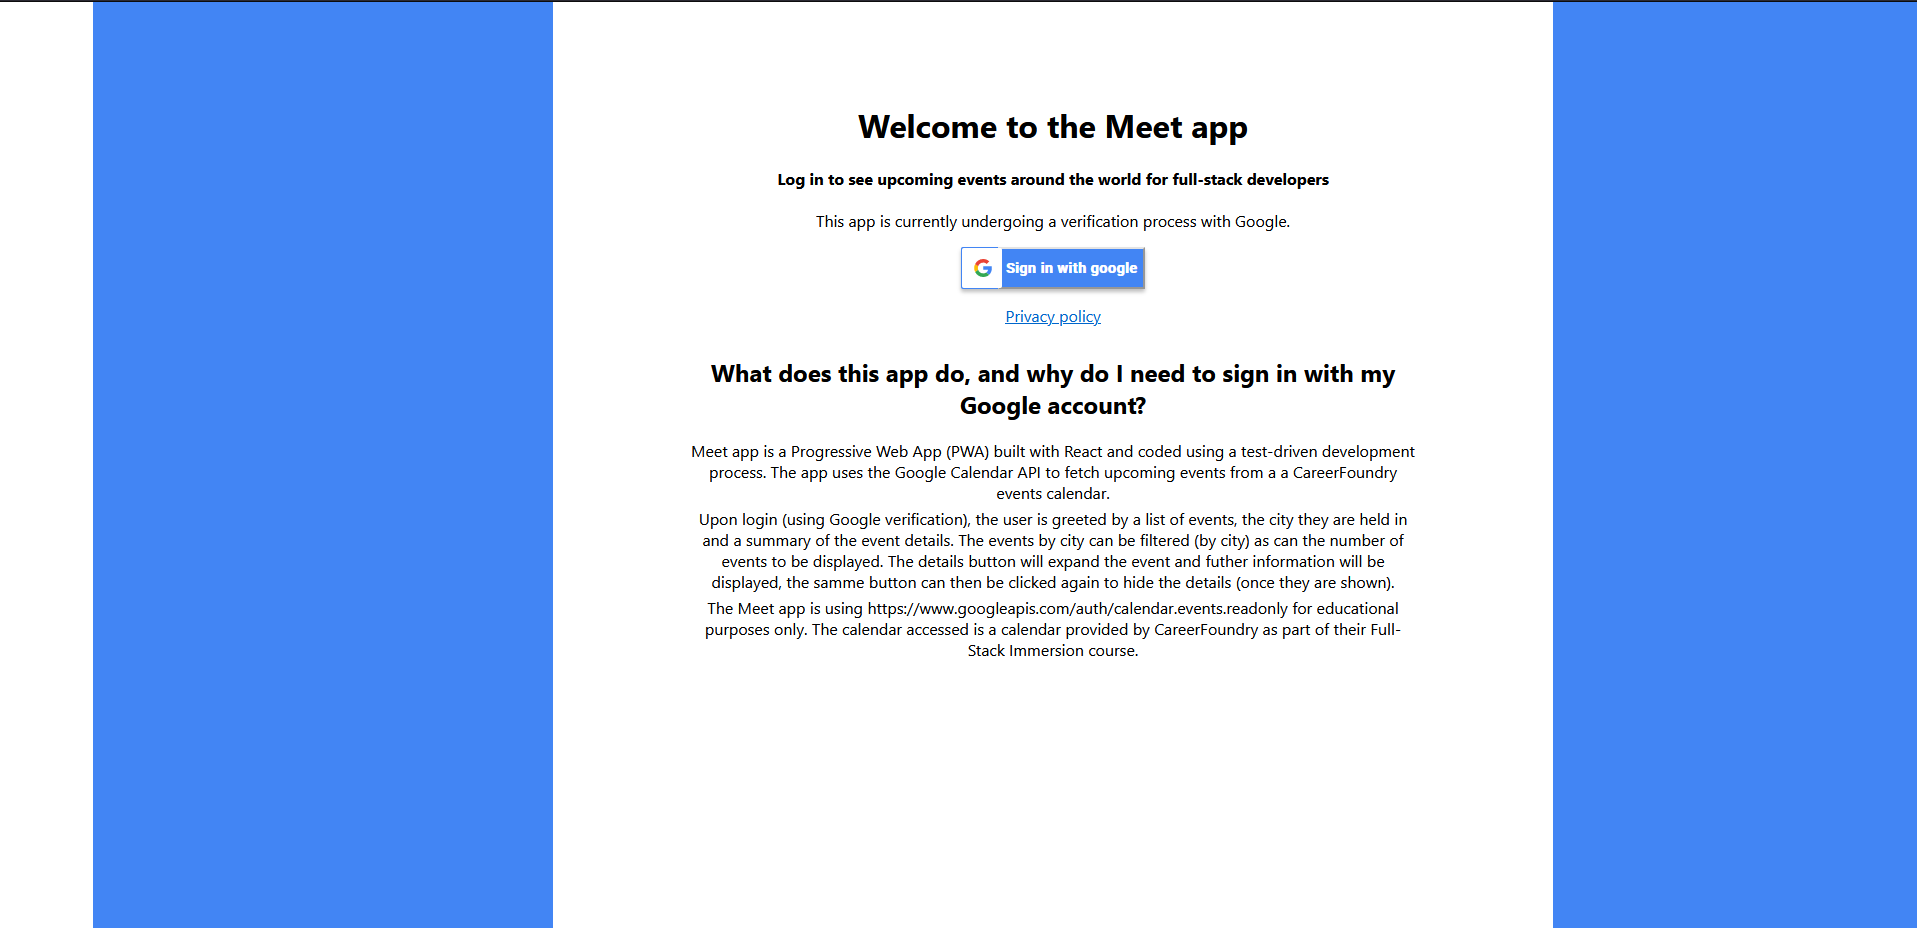 Welcome to the Meet app
Log in to see upcoming events around the world for full-stack developers
This app is currently undergoing a verification process with Google.
Sign in with google
Privacy policy
What does this app do, and why do I need to sign in with my
Google account?
Meet app is a Progressive Web App (PWA) built with React and coded using a test-driven development
process. The app uses the Google Calendar API to fetch upcoming events from a a CareerFoundry
events calendar.
Upon login (using Google verification), the user is greeted by a list of events, the city they are held in
and a summary of the event details. The events by city can be filtered (by city) as can the number of
events to be displayed. The details button will expand the event and futher information will be
displayed, the samme button can then be clicked again to hide the details (once they are shown).
The Meet app is using https://www.googleapis.com/auth/calendar.events.readonly for educational
purposes only. The calendar accessed is a calendar provided by CareerFoundry as part of their Full-
Stack Immersion course.